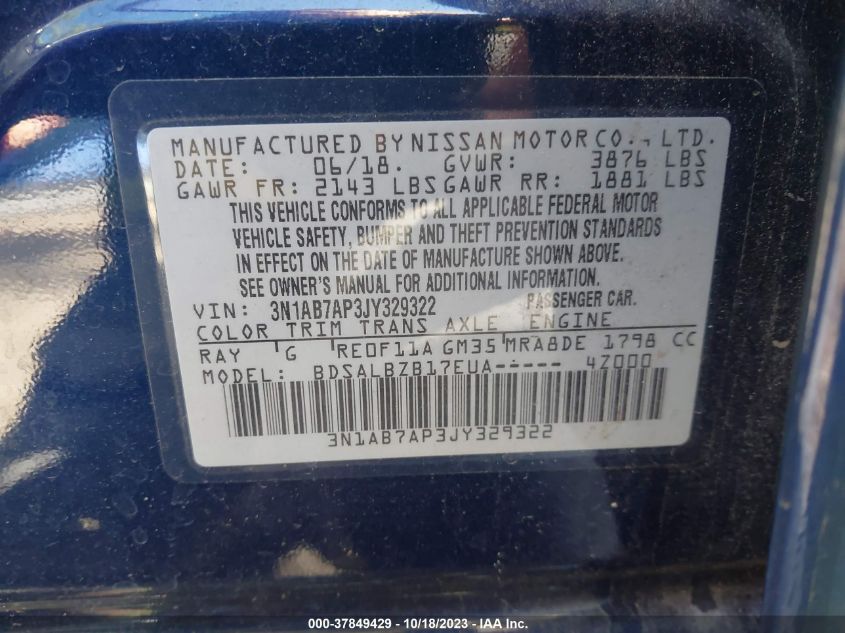 MANUFACTURED BY NISSAN MOTOR CO., LTD.
DATE: 06/18. GVWR: 3876 LBS
GAWR FR: 2143 LBS GAWR RR: 1881 LBS
THIS VEHICLE CONFORMS TO ALL APPLICABLE FEDERAL MOTOR
VEHICLE SAFETY, BUMPER AND THEFT PREVENTION STANDARDS
IN EFFECT ON THE DATE OF MANUFACTURE SHOWN ABOVE.
SEE OWNER'S MANUAL FOR ADDITIONAL INFORMATION.
VIN: 3N1AB7AP3JY329322 PASSENGER CAR.
COLOR TRIM TRANS AXLE ENGINE
RAY G RE0F11A GM35 MRA8DE 1798 CC
MODEL: BDSALBZB17EUA----- 4Z000
3N1AB7AP3JY329322
000-37849429 - 10/18/2023 - IAA Inc.